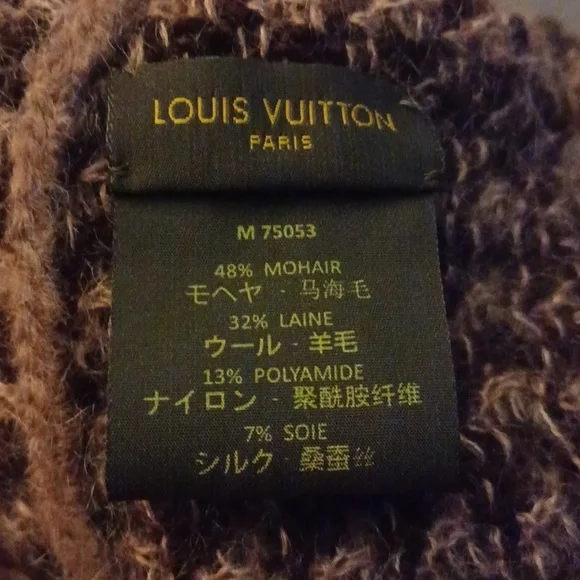 LOUIS VUITTON
PARIS
M 75053
48% MOHAIR
モヘヤ - 马海毛
32% LAINE
ウール - 羊毛
13% POLYAMIDE
ナイロン - 聚酰胺纤维
7% SOIE
シルク - 桑蚕丝